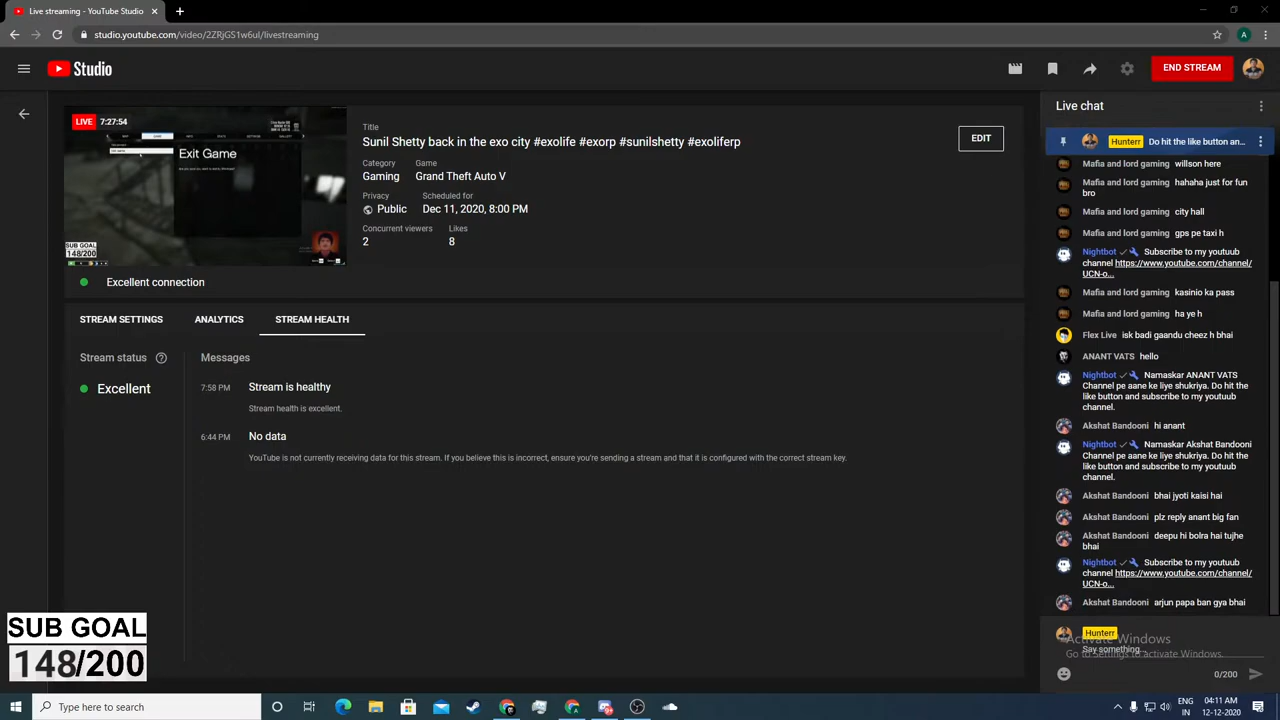 Live streaming - YouTube Studio
studio.youtube.com/video/2ZRjGS1w6uI/livestreaming
A
Studio
END STREAM
LIVE 7:27:54
Exit Game
SUB GOAL
148/200
Title
Sunil Shetty back in the exo city #exolife #exorp #sunilshetty #exoliferp
EDIT
Category Game
Gaming Grand Theft Auto V
Privacy Scheduled for
Public Dec 11, 2020, 8:00 PM
Concurrent viewers Likes
2 8
Excellent connection
STREAM SETTINGS ANALYTICS STREAM HEALTH
Stream status Messages
Excellent
7:58 PM Stream is healthy
Stream health is excellent.
6:44 PM No data
YouTube is not currently receiving data for this stream. If you believe this is incorrect, ensure you're sending a stream and that it is configured with the correct stream key.
Live chat
Hunterr Do hit the like button an...
Mafia and lord gaming willson here
Mafia and lord gaming hahaha just for fun
bro
Mafia and lord gaming city hall
Mafia and lord gaming gps pe taxi h
Nightbot Subscribe to my youtuub
channel https://www.youtube.com/channel/
UCN-o...
Mafia and lord gaming kasinio ka pass
Mafia and lord gaming ha ye h
Flex Live isk badi gaandu cheez h bhai
ANANT VATS hello
Nightbot Namaskar ANANT VATS
Channel pe aane ke liye shukriya. Do hit the
like button and subscribe to my youtuub
channel.
Akshat Bandooni hi anant
Nightbot Namaskar Akshat Bandooni
Channel pe aane ke liye shukriya. Do hit the
like button and subscribe to my youtuub
channel.
Akshat Bandooni bhai jyoti kaisi hai
Akshat Bandooni plz reply anant big fan
Akshat Bandooni deepu hi bolra hai tujhe
bhai
Nightbot Subscribe to my youtuub
channel https://www.youtube.com/channel/
UCN-o...
Akshat Bandooni arjun papa ban gya bhai
Hunterr
Say something...
0/200
Activate Windows
Go to Settings to activate Windows.
SUB GOAL
148/200
Type here to search
ENG
IN
04:11 AM
12-12-2020